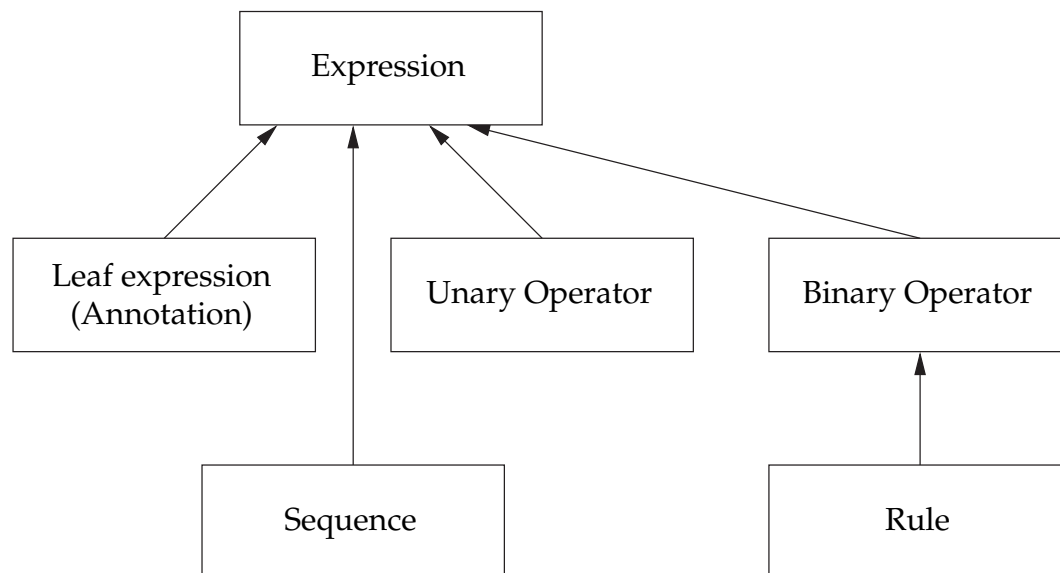 Expression
Leaf expression
(Annotation)
Unary Operator
Binary Operator
Sequence
Rule